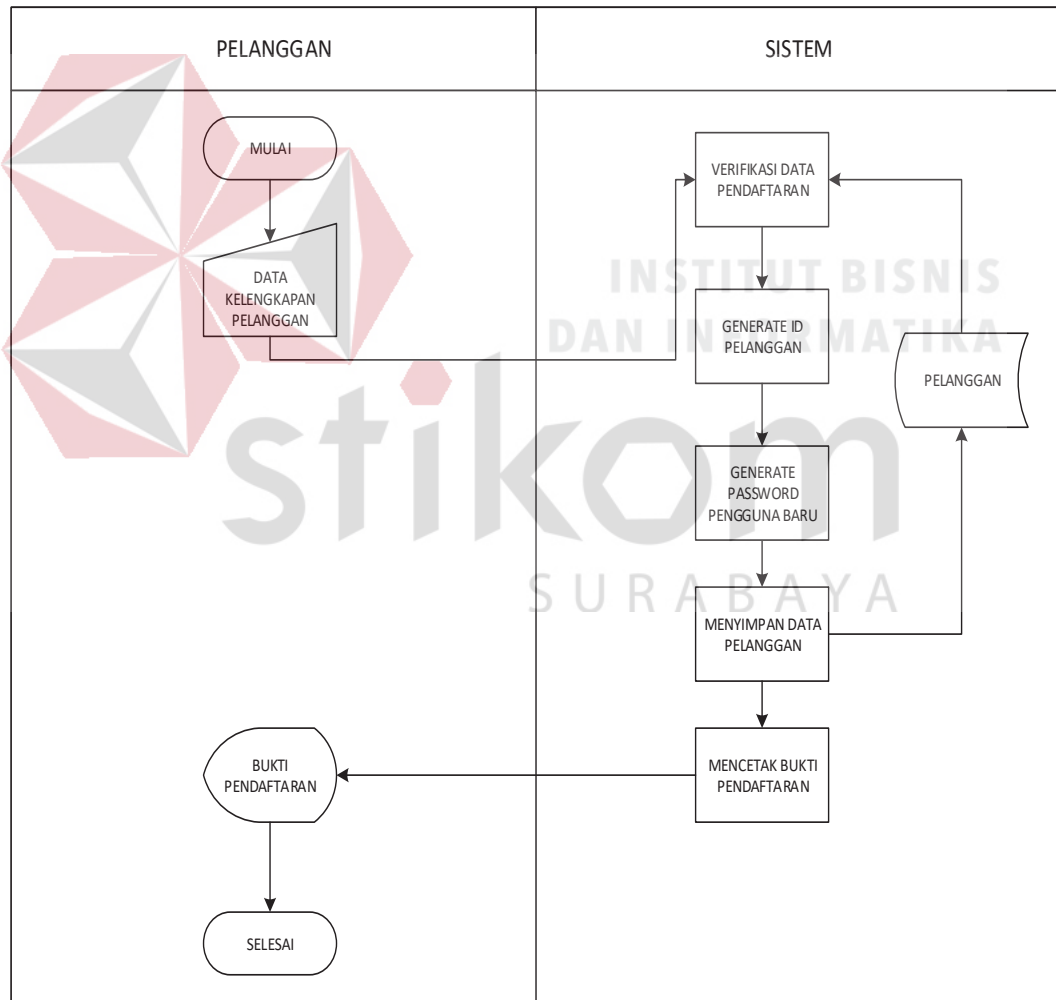 PELANGGAN
SISTEM
MULAI
DATA
KELENGKAPAN
PELANGGAN
VERIFIKASI DATA
PENDAFTARAN
GENERATE ID
PELANGGAN
PELANGGAN
GENERATE
PASSWORD
PENGGUNA BARU
MENYIMPAN DATA
PELANGGAN
MENCETAK BUKTI
PENDAFTARAN
BUKTI
PENDAFTARAN
SELESAI
INSTITUT BISNIS
DAN INFORMATIKA
stikom
SURABAYA